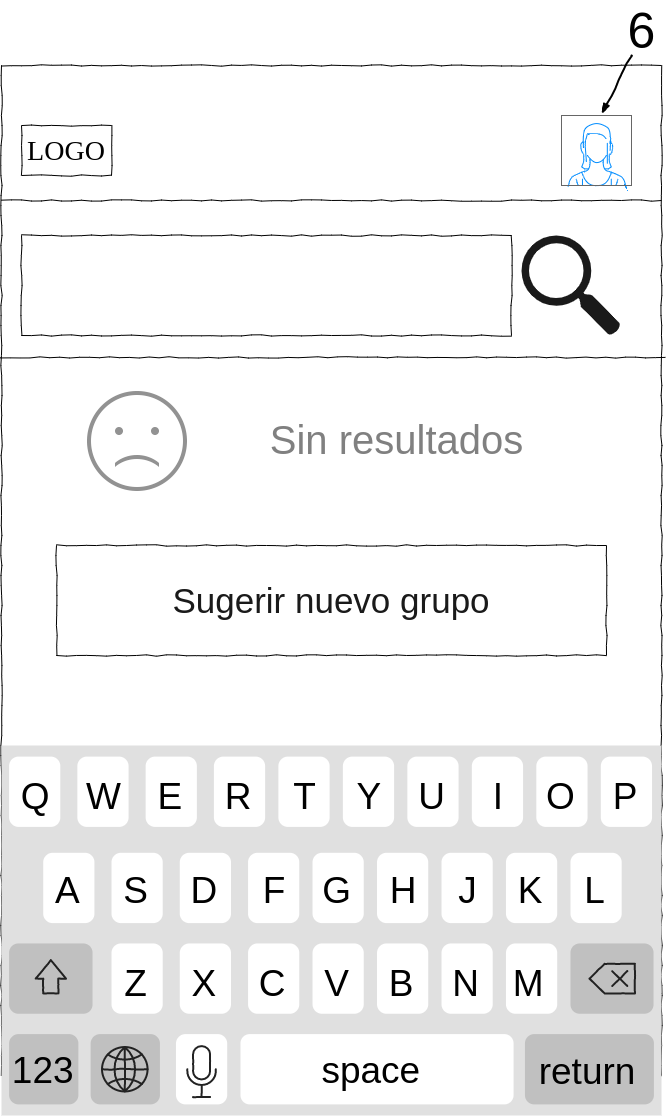 6
LOGO
Sin resultados
Sugerir nuevo grupo
Q W E R T Y U I O P
A S D F G H J K L
Z X C V B N M
123 space return